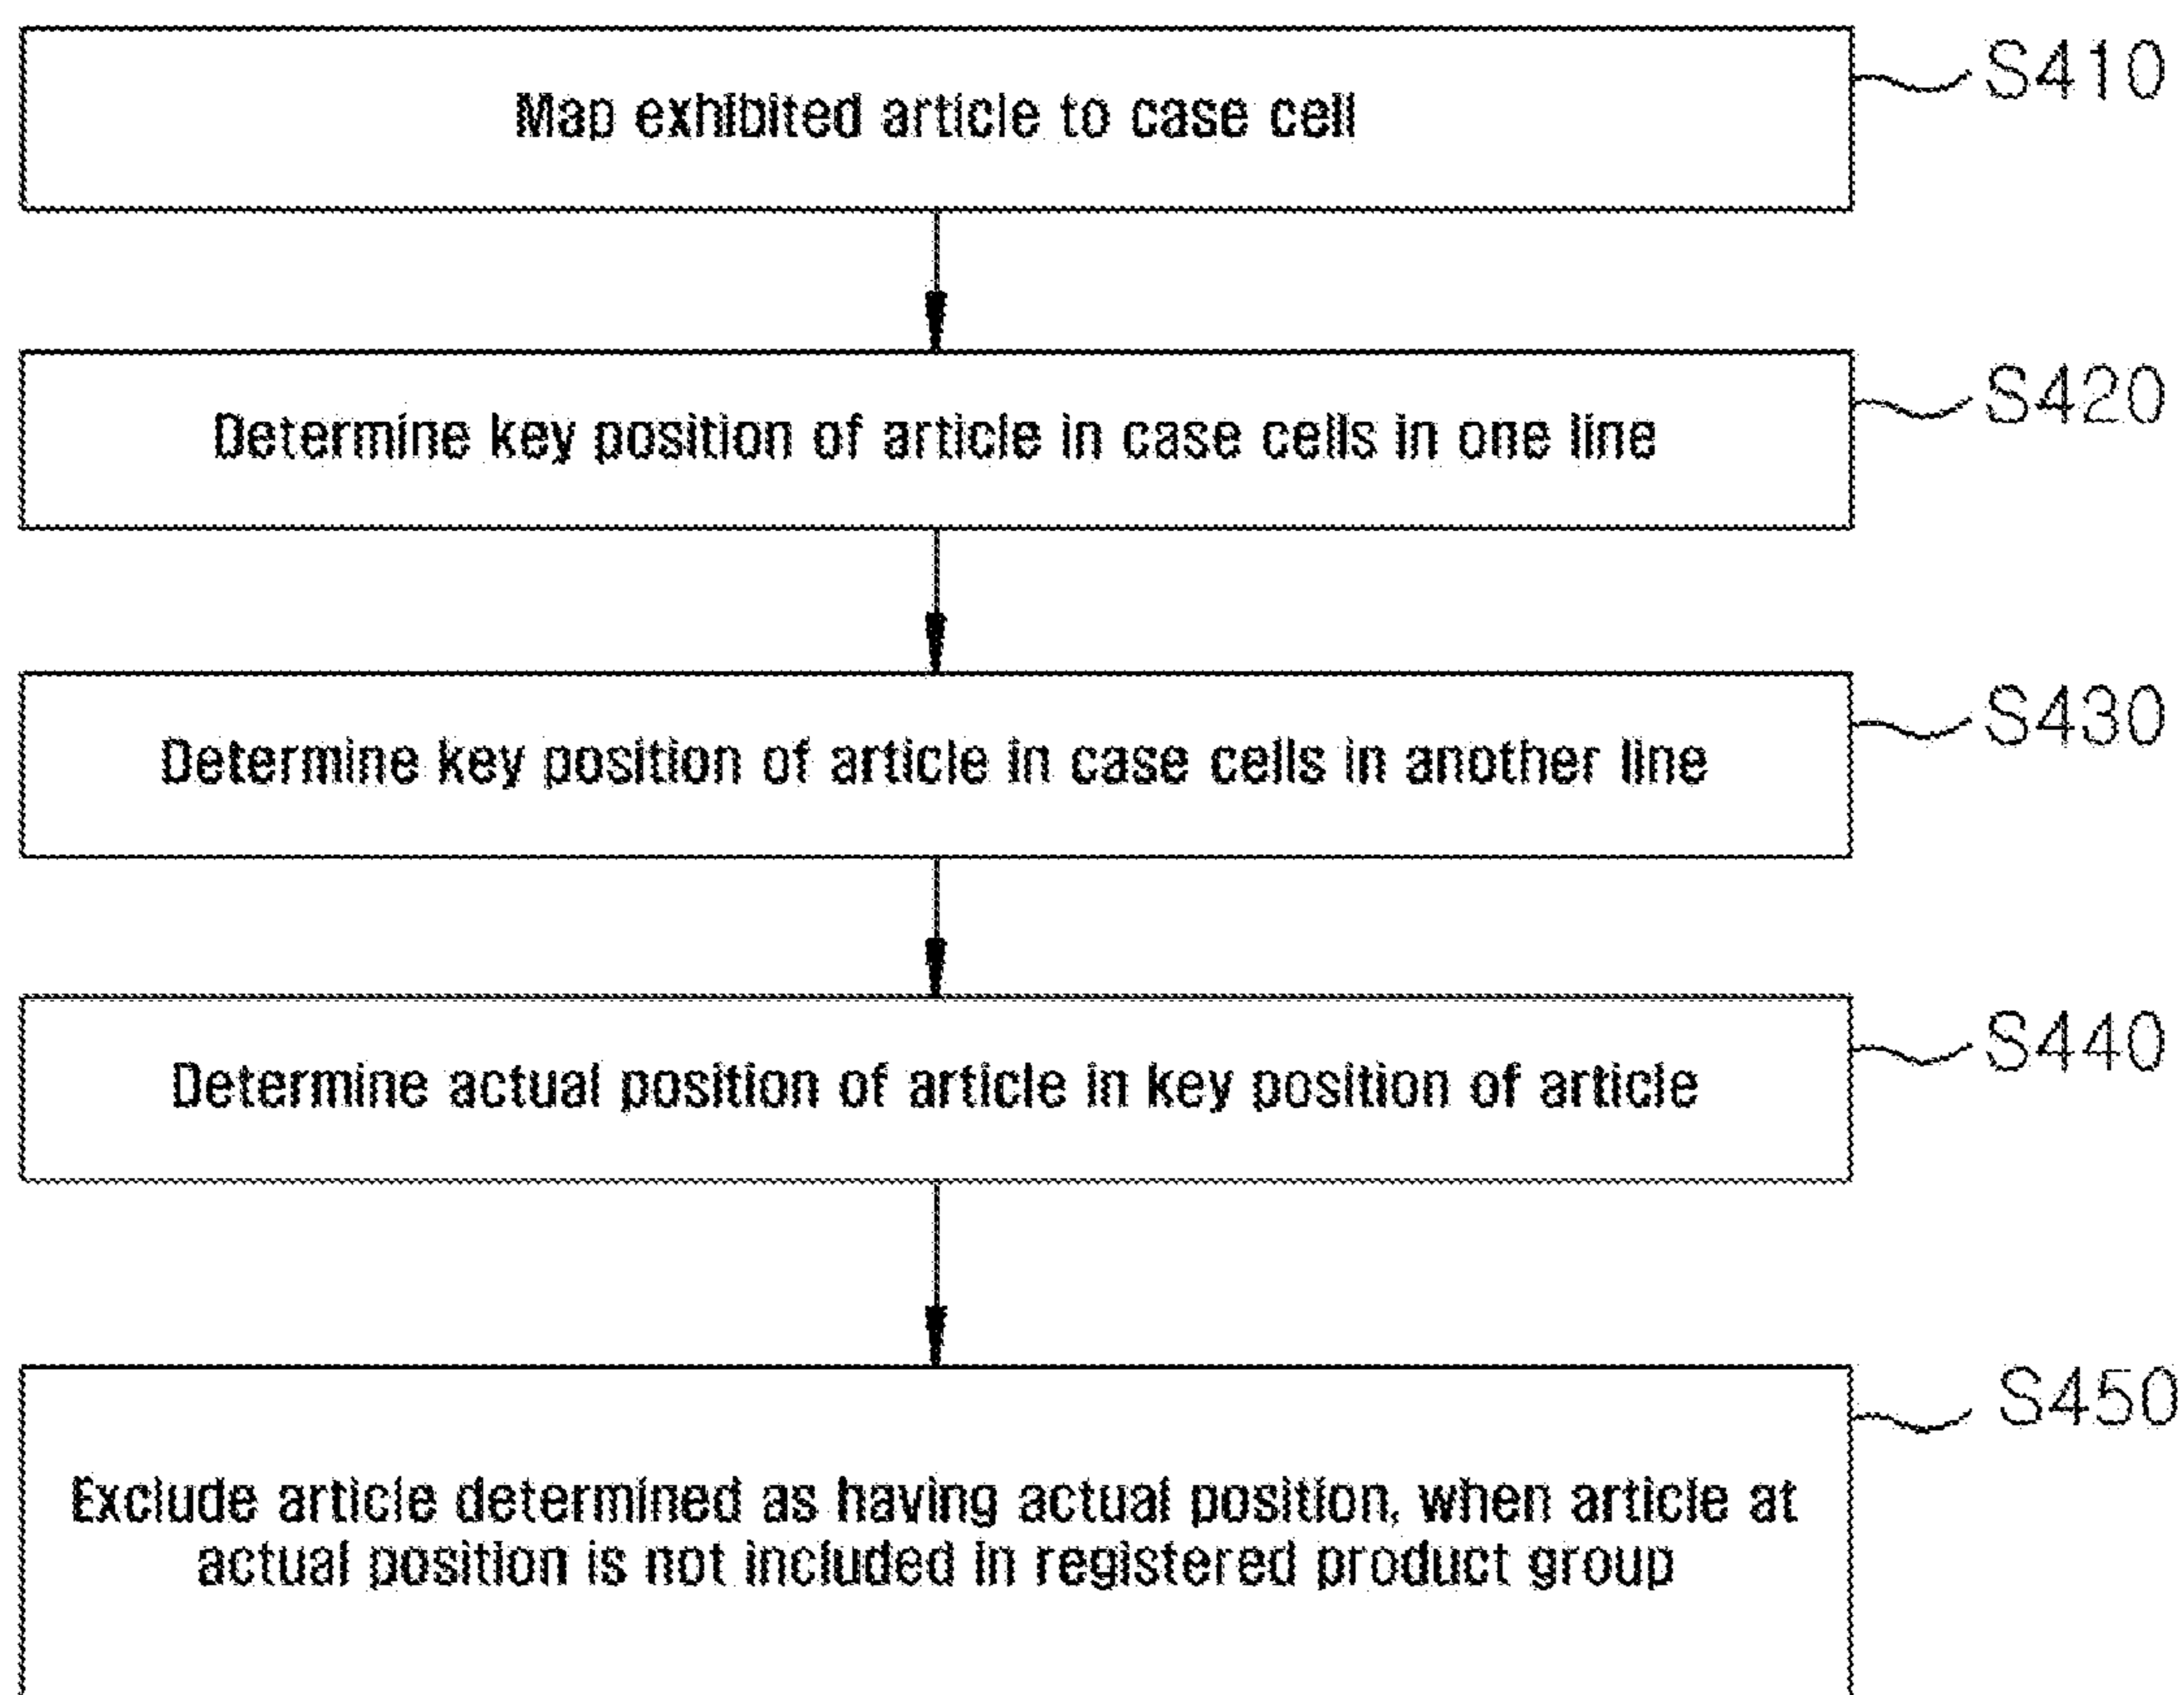 Map exhibited article to case cell
S410
Determine key position of article in case cells in one line
S420
Determine key position of article in case cells in another line
S430
Determine actual position of article in key position of article
S440
Exclude article determined as having actual position, when article at
actual position is not included in registered product group
S450